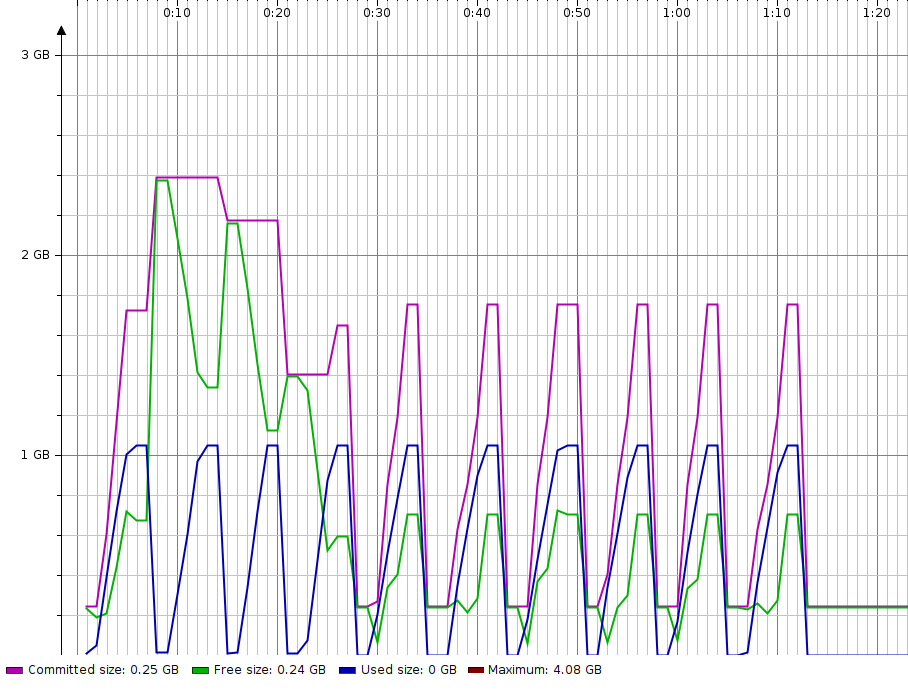 0:10 0:20 0:30 0:40 0:50 1:00 1:10 1:20
3 GB
2 GB
1 GB
Committed size: 0.25 GB Free size: 0.24 GB Used size: 0 GB Maximum: 4.08 GB